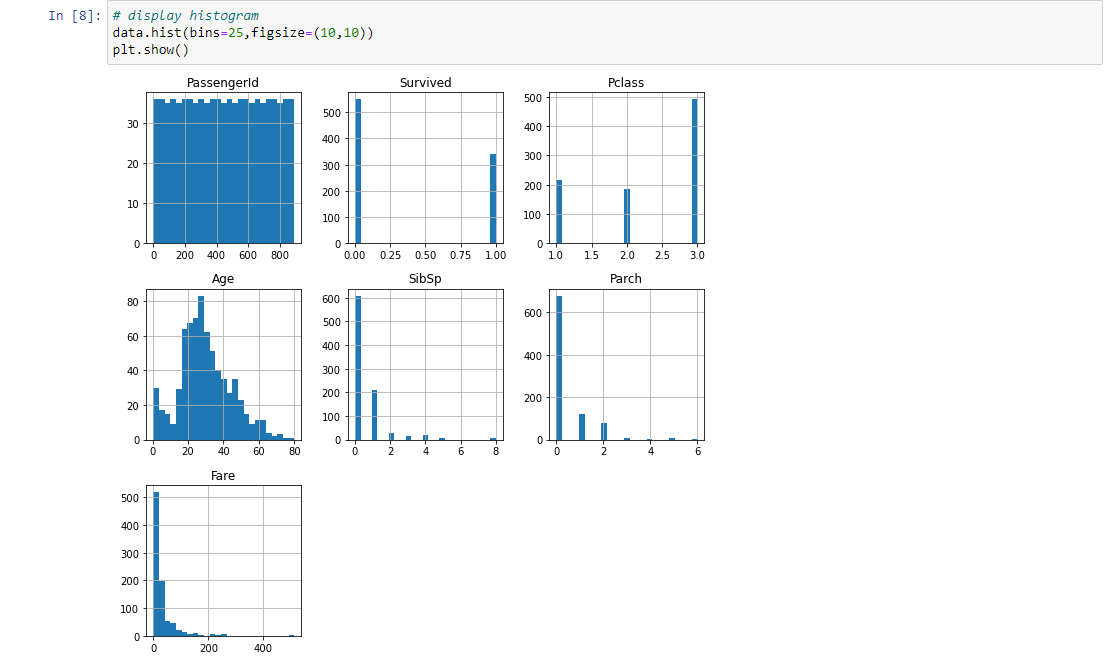 In [8]: # display histogram
data.hist(bins=25,figsize=(10,10))
plt.show()
PassengerId Survived Pclass
30
20
10
0
0 200 400 600 800
500
400
300
200
100
0
0.00 0.25 0.50 0.75 1.00
500
400
300
200
100
0
1.0 1.5 2.0 2.5 3.0
Age SibSp Parch
80
60
40
20
0
0 20 40 60 80
600
500
400
300
200
100
0
0 2 4 6 8
600
400
200
0
0 2 4 6
Fare
500
400
300
200
100
0
0 200 400